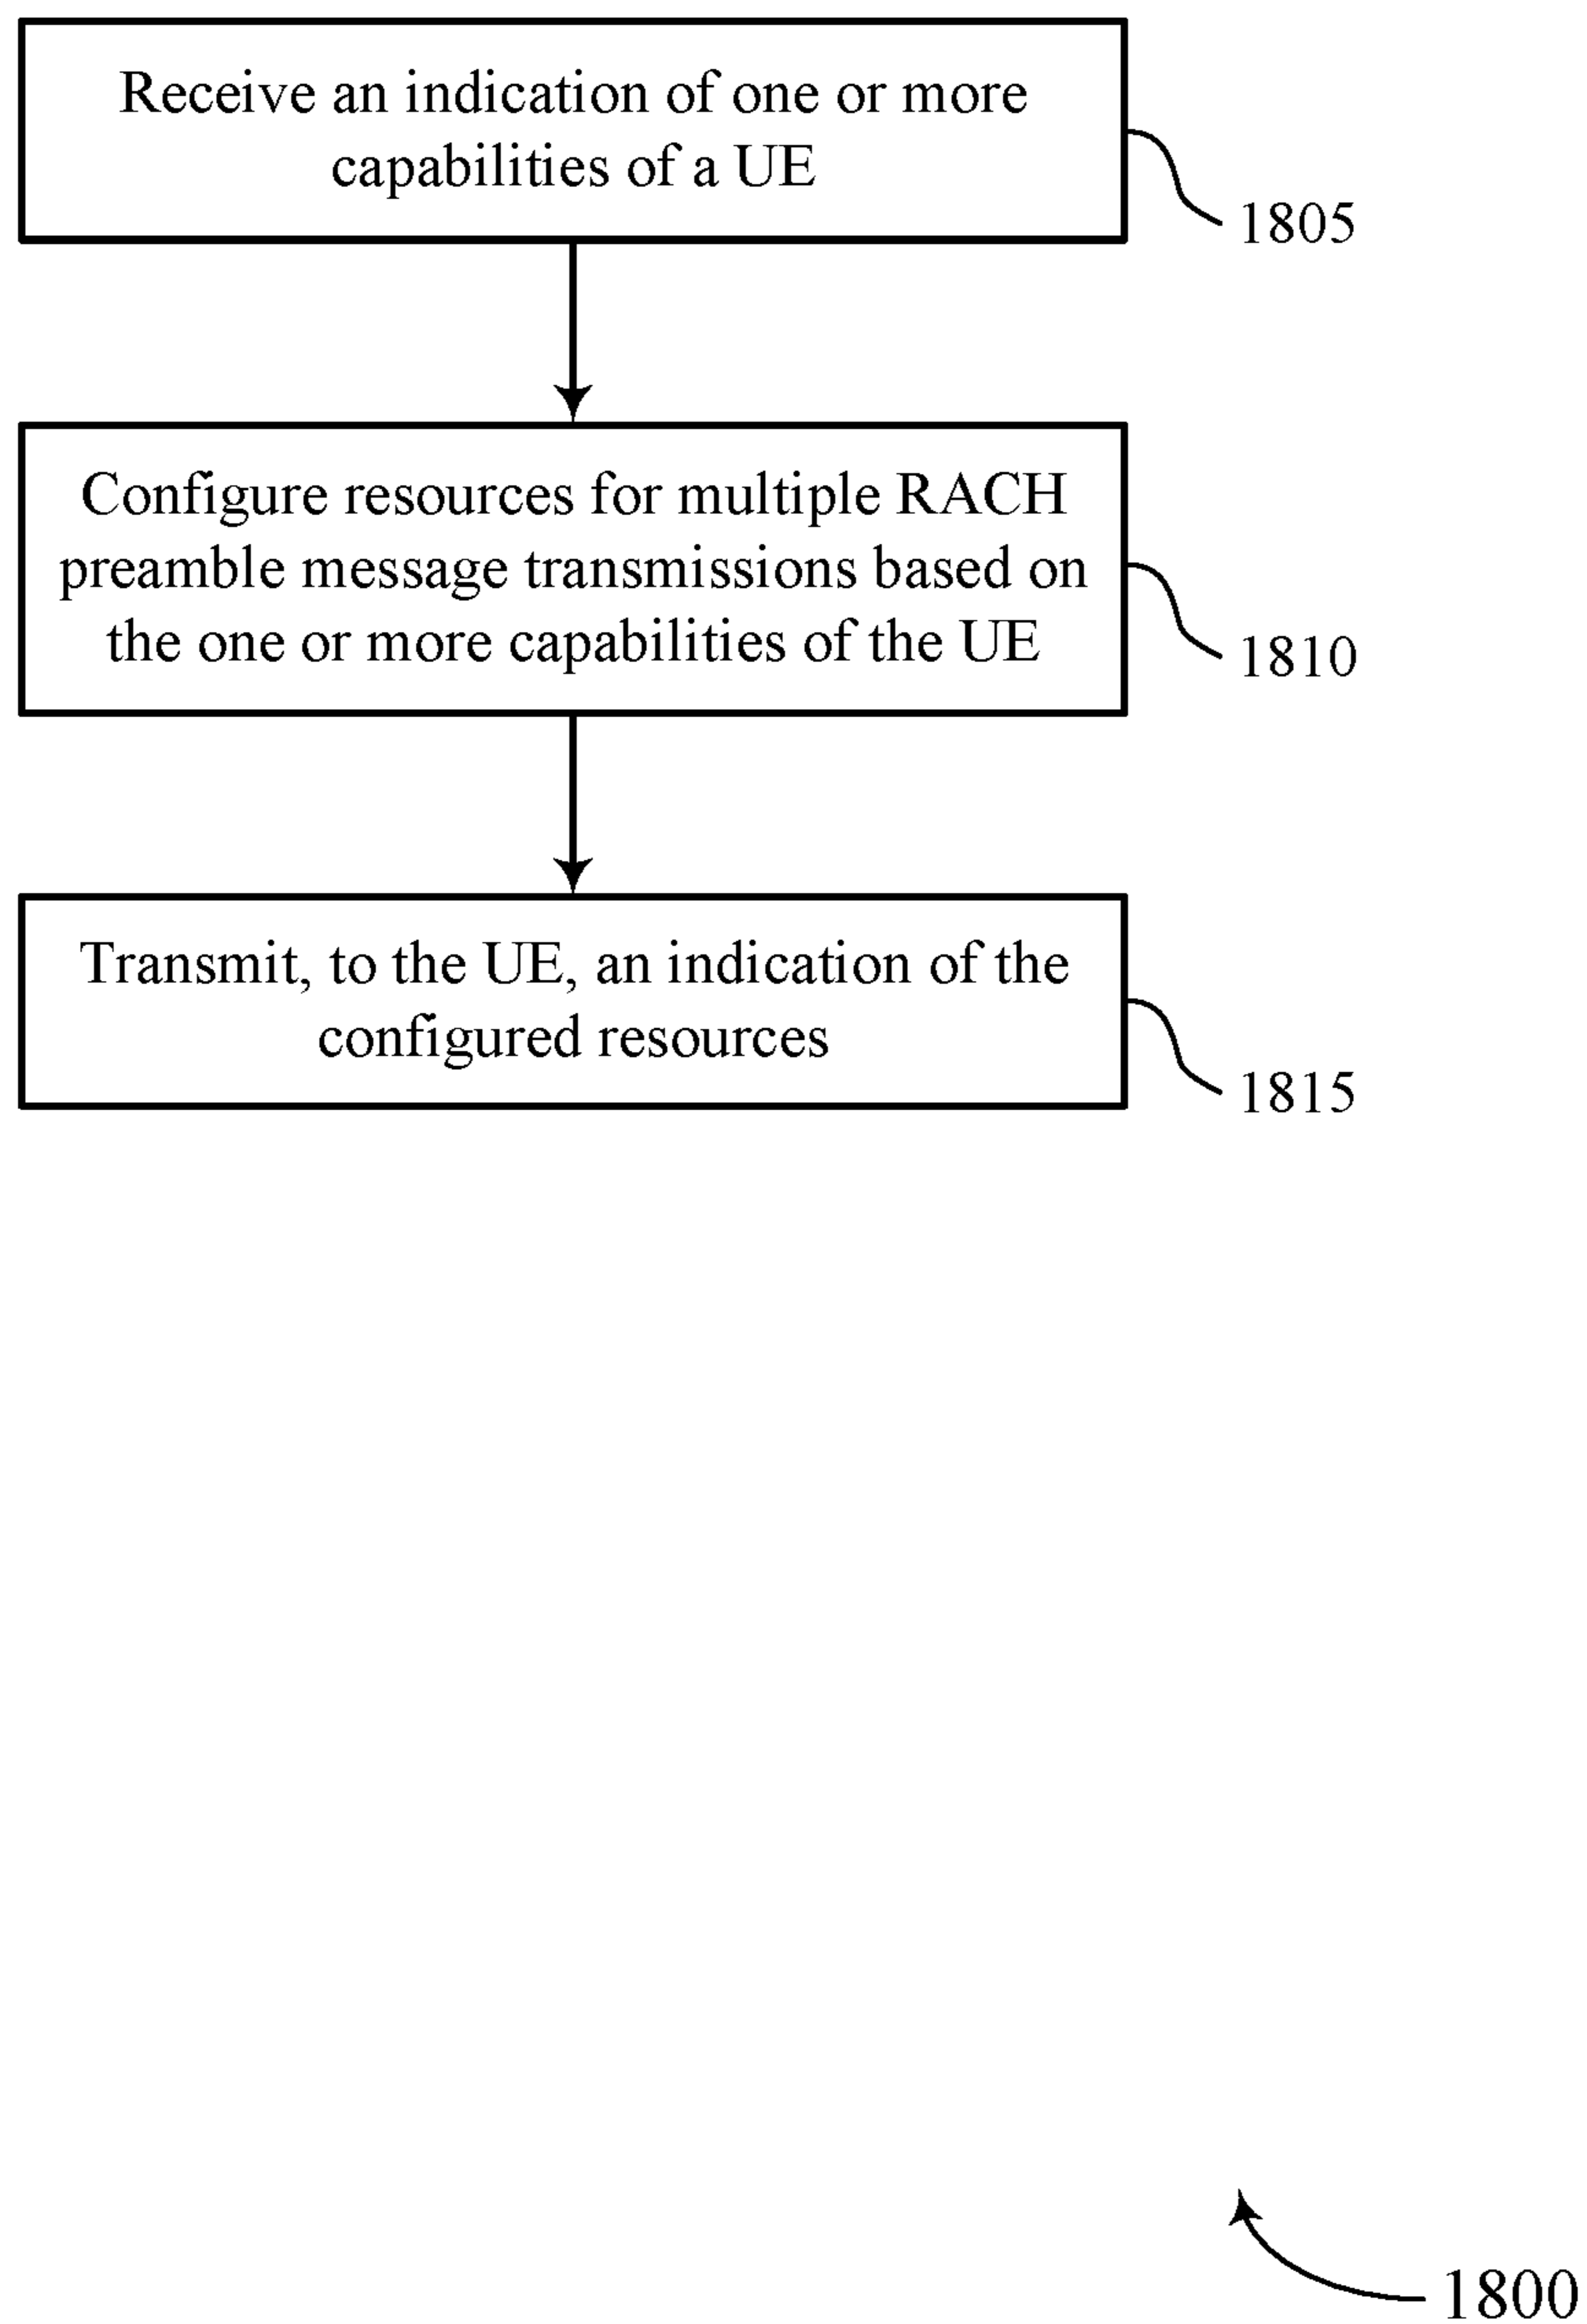 Receive an indication of one or more
capabilities of a UE
1805
Configure resources for multiple RACH
preamble message transmissions based on
the one or more capabilities of the UE
1810
Transmit, to the UE, an indication of the
configured resources
1815
1800